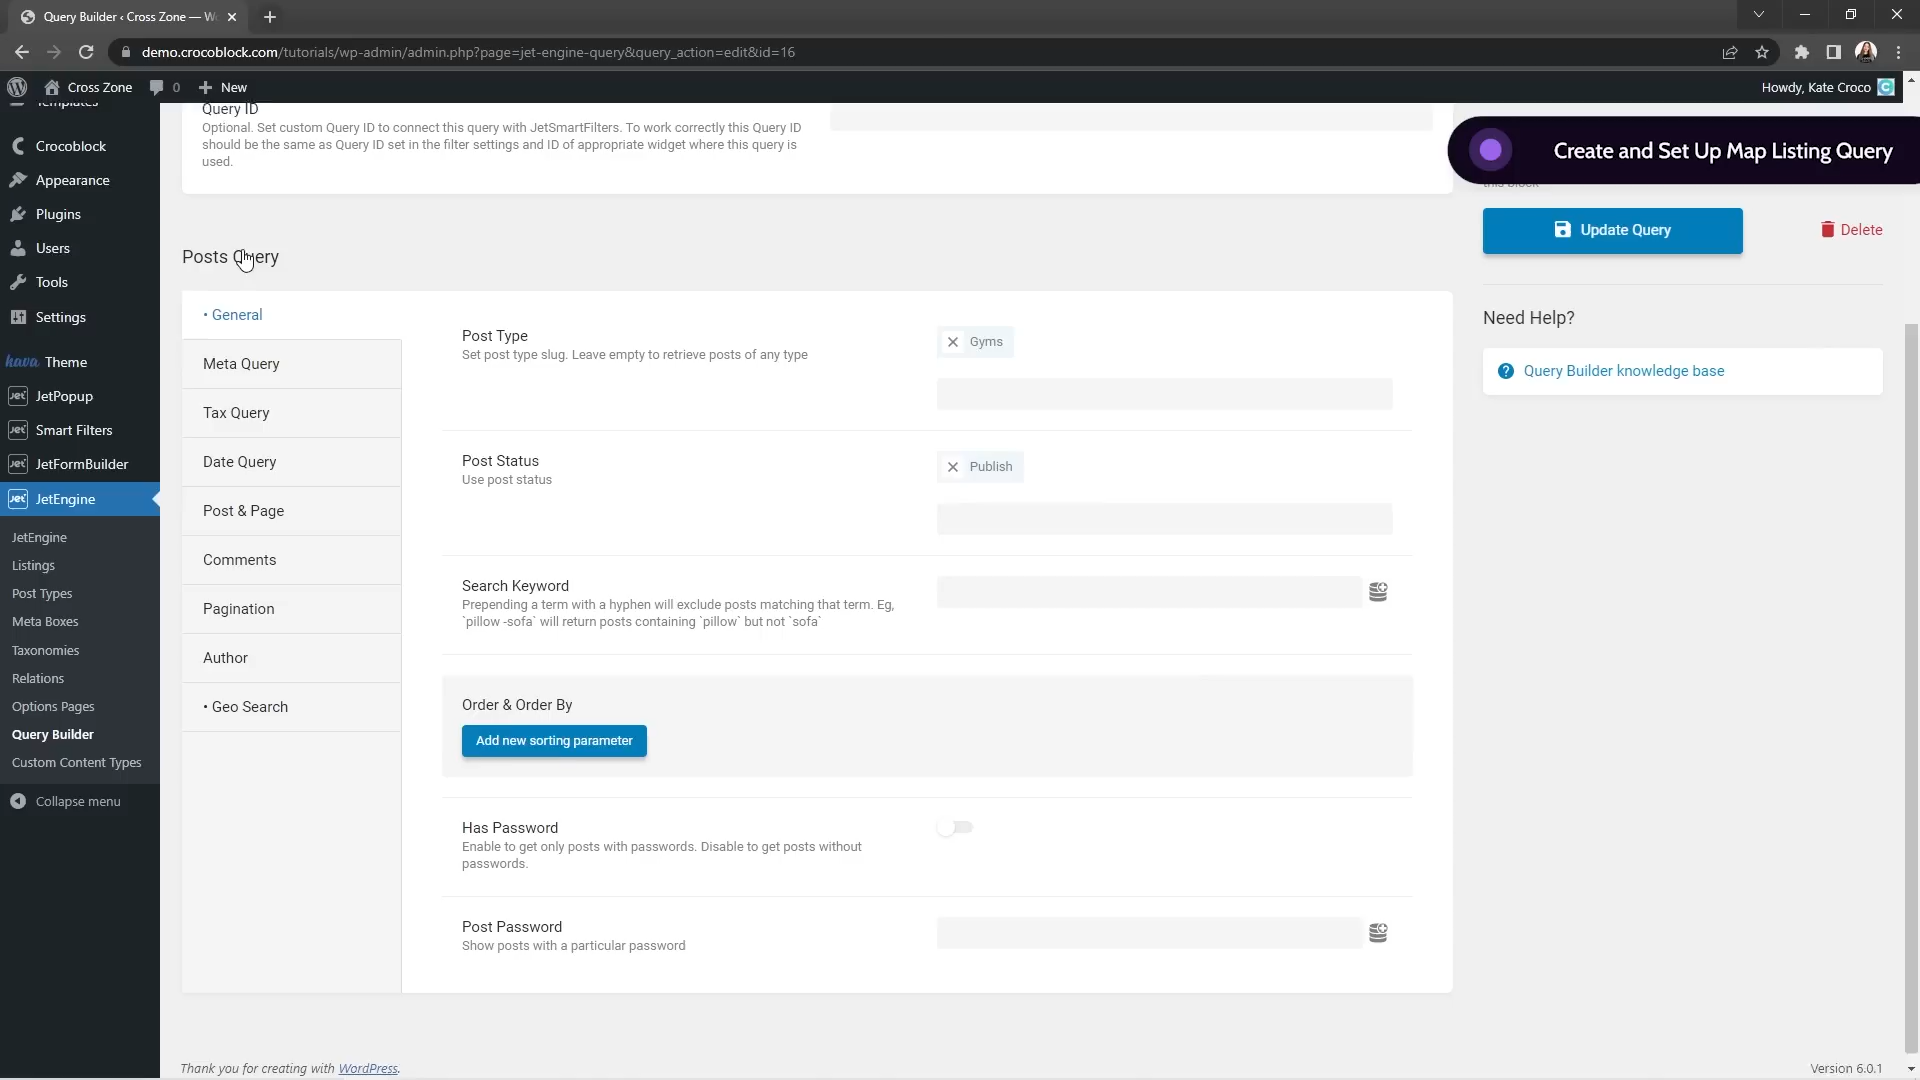 Query Builder ‹ Cross Zone — W
demo.crocoblock.com/tutorials/wp-admin/admin.php?page=jet-engine-query&query_action=edit&id=16
Cross Zone
0
New
Howdy, Kate Croco
Templates
Crocoblock
Appearance
Plugins
Users
Tools
Settings
kava Theme
JetPopup
Smart Filters
JetFormBuilder
JetEngine
JetEngine
Listings
Post Types
Meta Boxes
Taxonomies
Relations
Options Pages
Query Builder
Custom Content Types
Collapse menu
Query ID
Optional. Set custom Query ID to connect this query with JetSmartFilters. To work correctly this Query ID
should be the same as Query ID set in the filter settings and ID of appropriate widget where this query is
used.
Posts Query
• General
Meta Query
Tax Query
Date Query
Post & Page
Comments
Pagination
Author
• Geo Search
Post Type
Set post type slug. Leave empty to retrieve posts of any type
Gyms
Post Status
Use post status
Publish
Search Keyword
Prepending a term with a hyphen will exclude posts matching that term. Eg,
`pillow -sofa` will return posts containing `pillow` but not `sofa`
Order & Order By
Add new sorting parameter
Has Password
Enable to get only posts with passwords. Disable to get posts without
passwords.
Post Password
Show posts with a particular password
Create and Set Up Map Listing Query
this block
Update Query
Delete
Need Help?
Query Builder knowledge base
Thank you for creating with WordPress.
Version 6.0.1